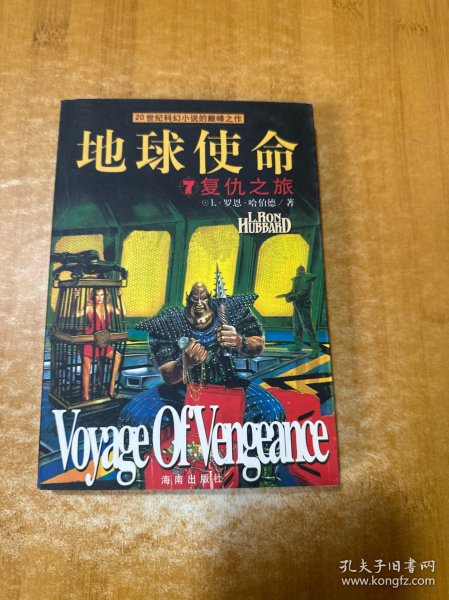 20世纪科幻小说的巅峰之作
地球使命
7复仇之旅
⊙L·罗恩·哈伯德/著
L.RON
HUBBARD
Voyage Of Vengeance
海南出版社
孔夫子旧书网
www.kongfz.com